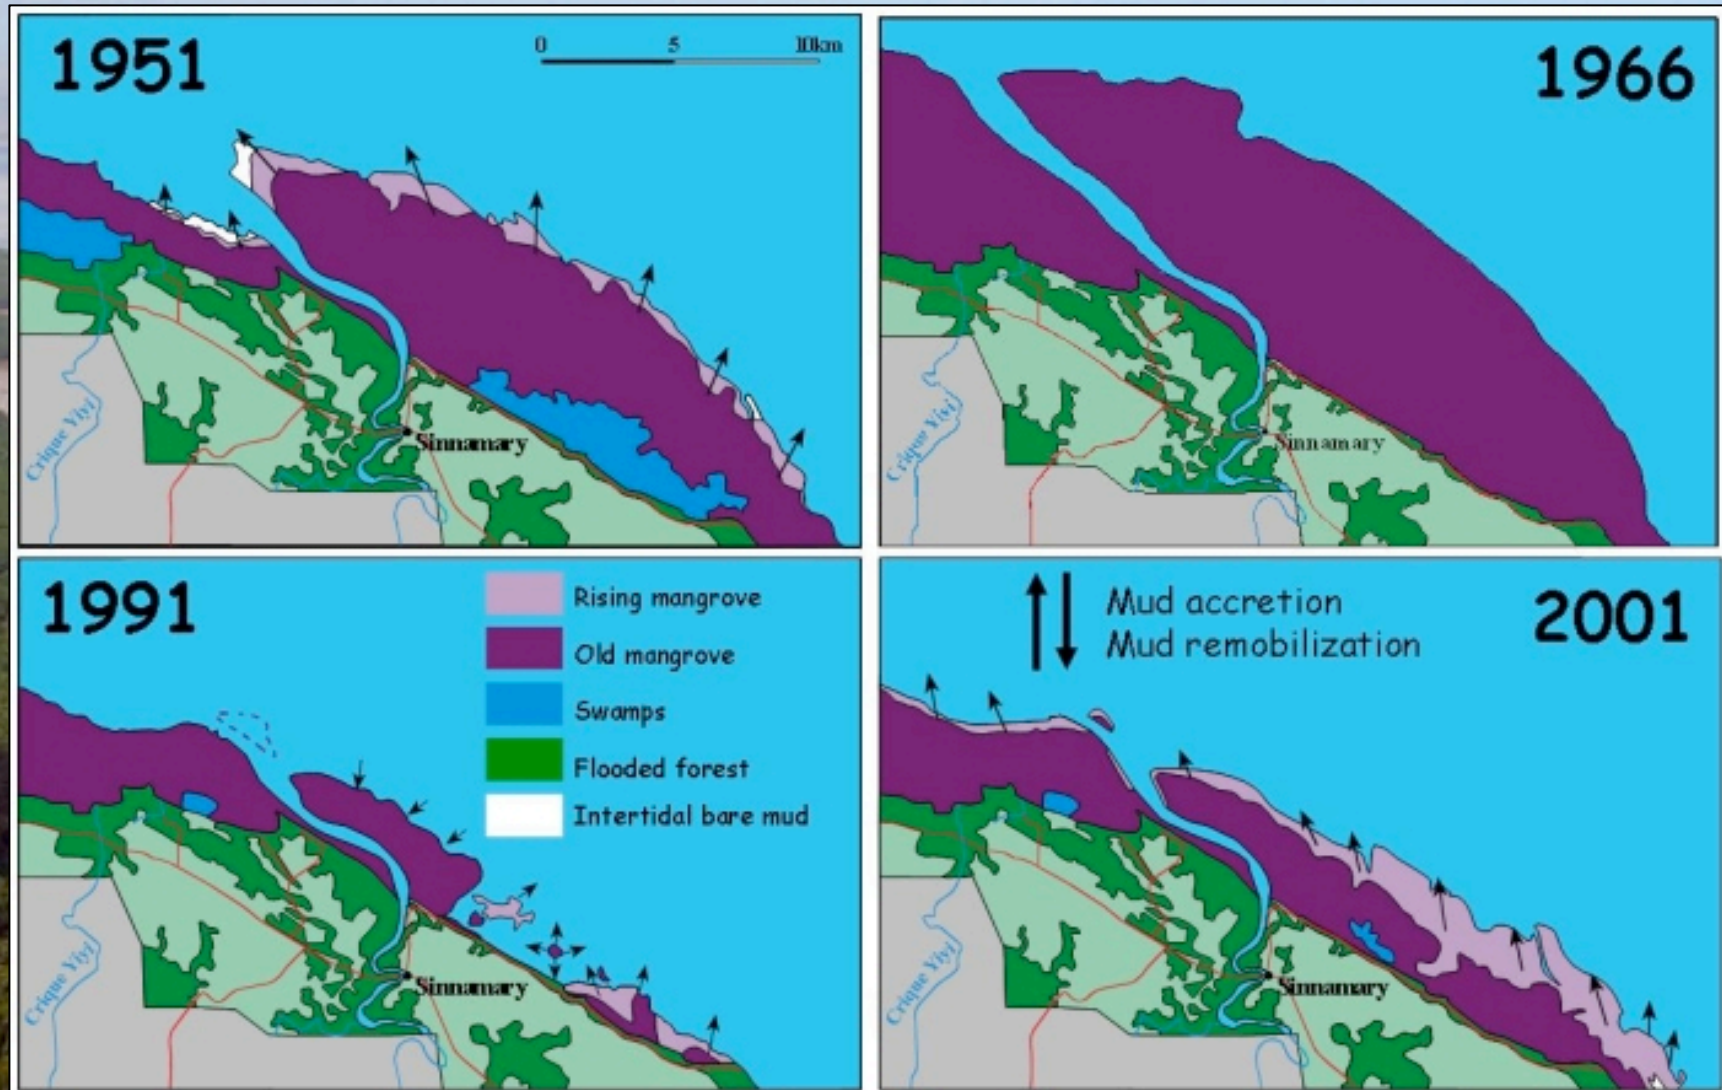 1951
0 5 10km
Crique Yiyi
Sinnamary
1966
Crique Yiyi
Sinnamary
1991
Rising mangrove
Old mangrove
Swamps
Flooded forest
Intertidal bare mud
Crique Yiyi
Sinnamary
2001
Mud accretion
Mud remobilization
Crique Yiyi
Sinnamary